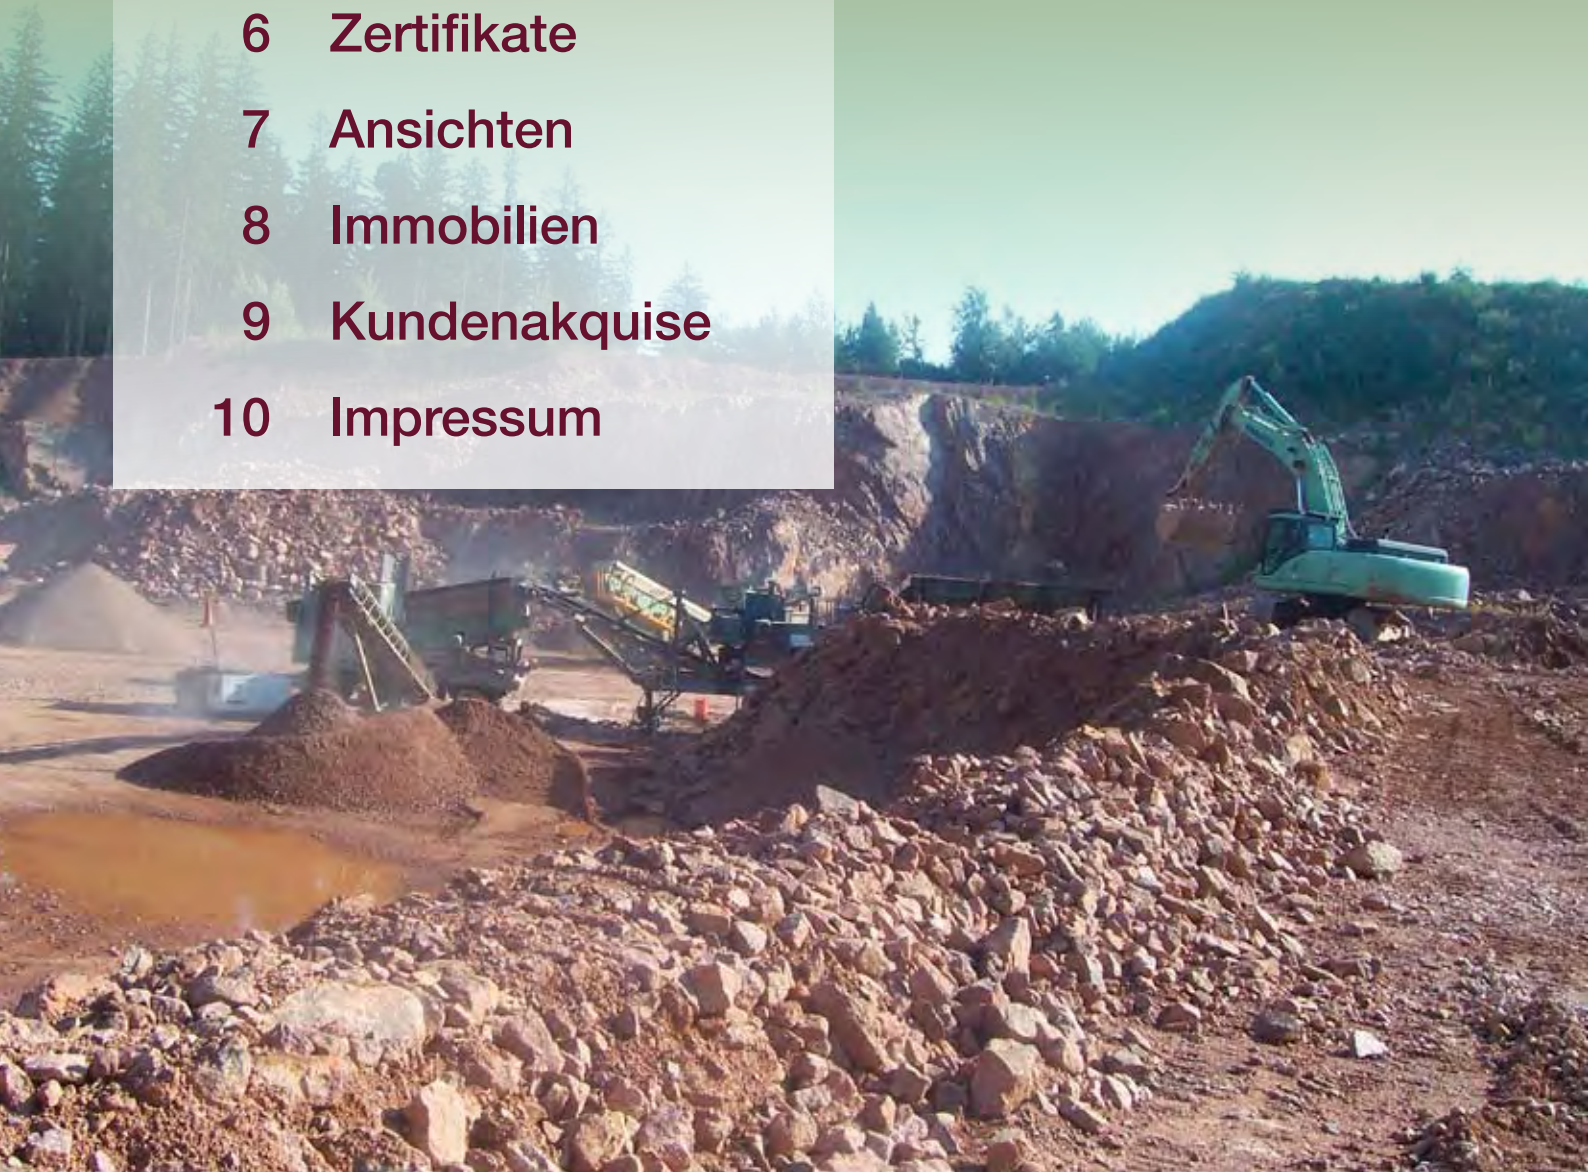 6 Zertifikate
7 Ansichten
8 Immobilien
9 Kundenakquise
10 Impressum